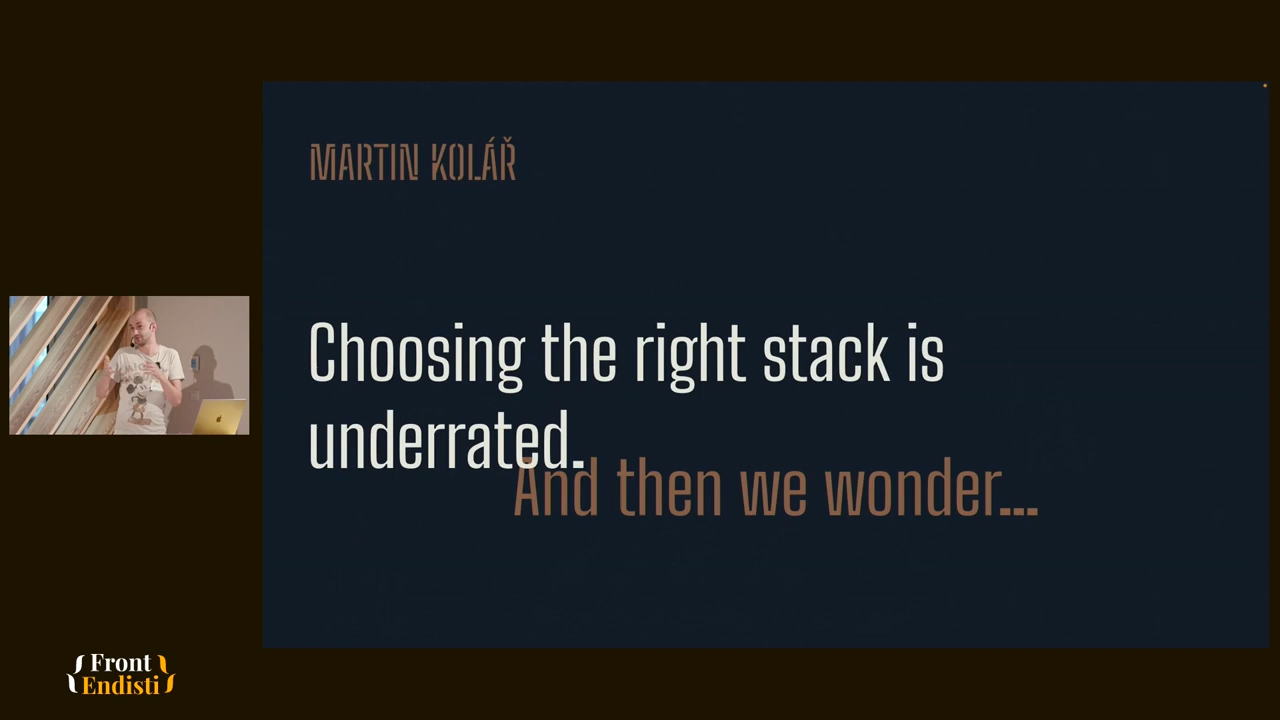 MARTIN KOLÁŘ
Choosing the right stack is
underrated.
And then we wonder...
{Front
Endisti}